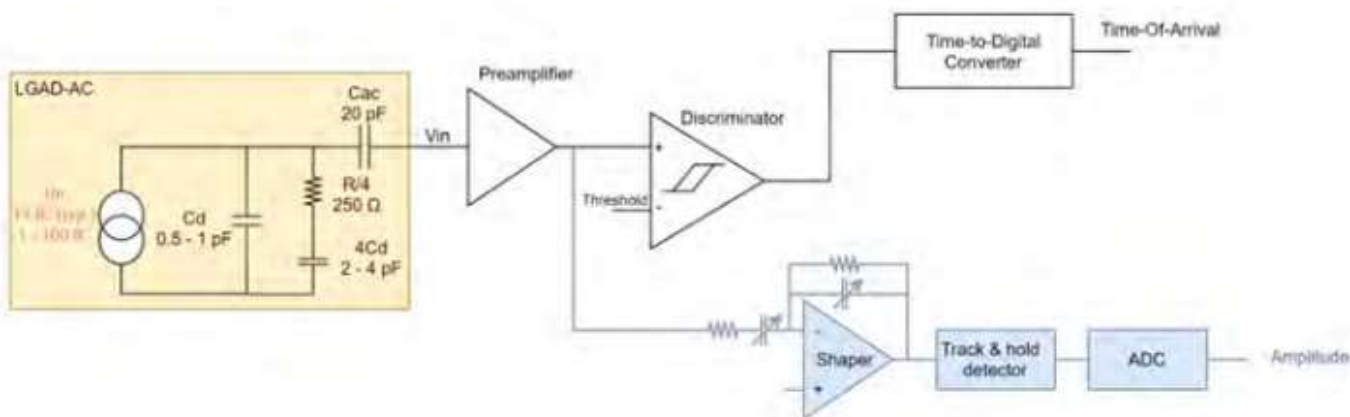 LGAD-AC
Cac
20 pF
Vin
Preamplifier
Discriminator
Time-to-Digital
Converter
Time-Of-Arrival
+
Threshold
-
R/4
250 Ω
Cd
0.5 - 1 pF
4Cd
2 - 4 pF
-
Shaper
+
Track & hold
detector
ADC
Amplitude